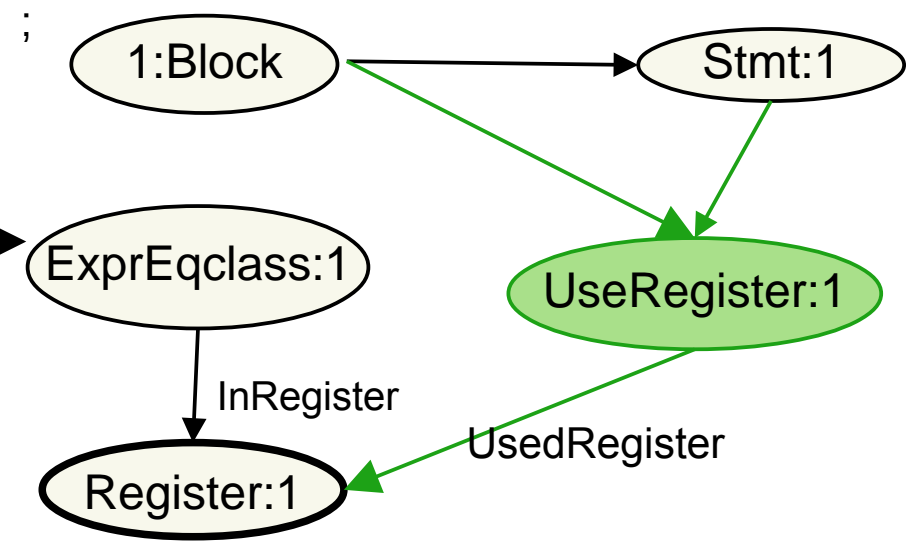 ;
1:Block
Stmt:1
ExprEqclass:1
UseRegister:1
InRegister
UsedRegister
Register:1